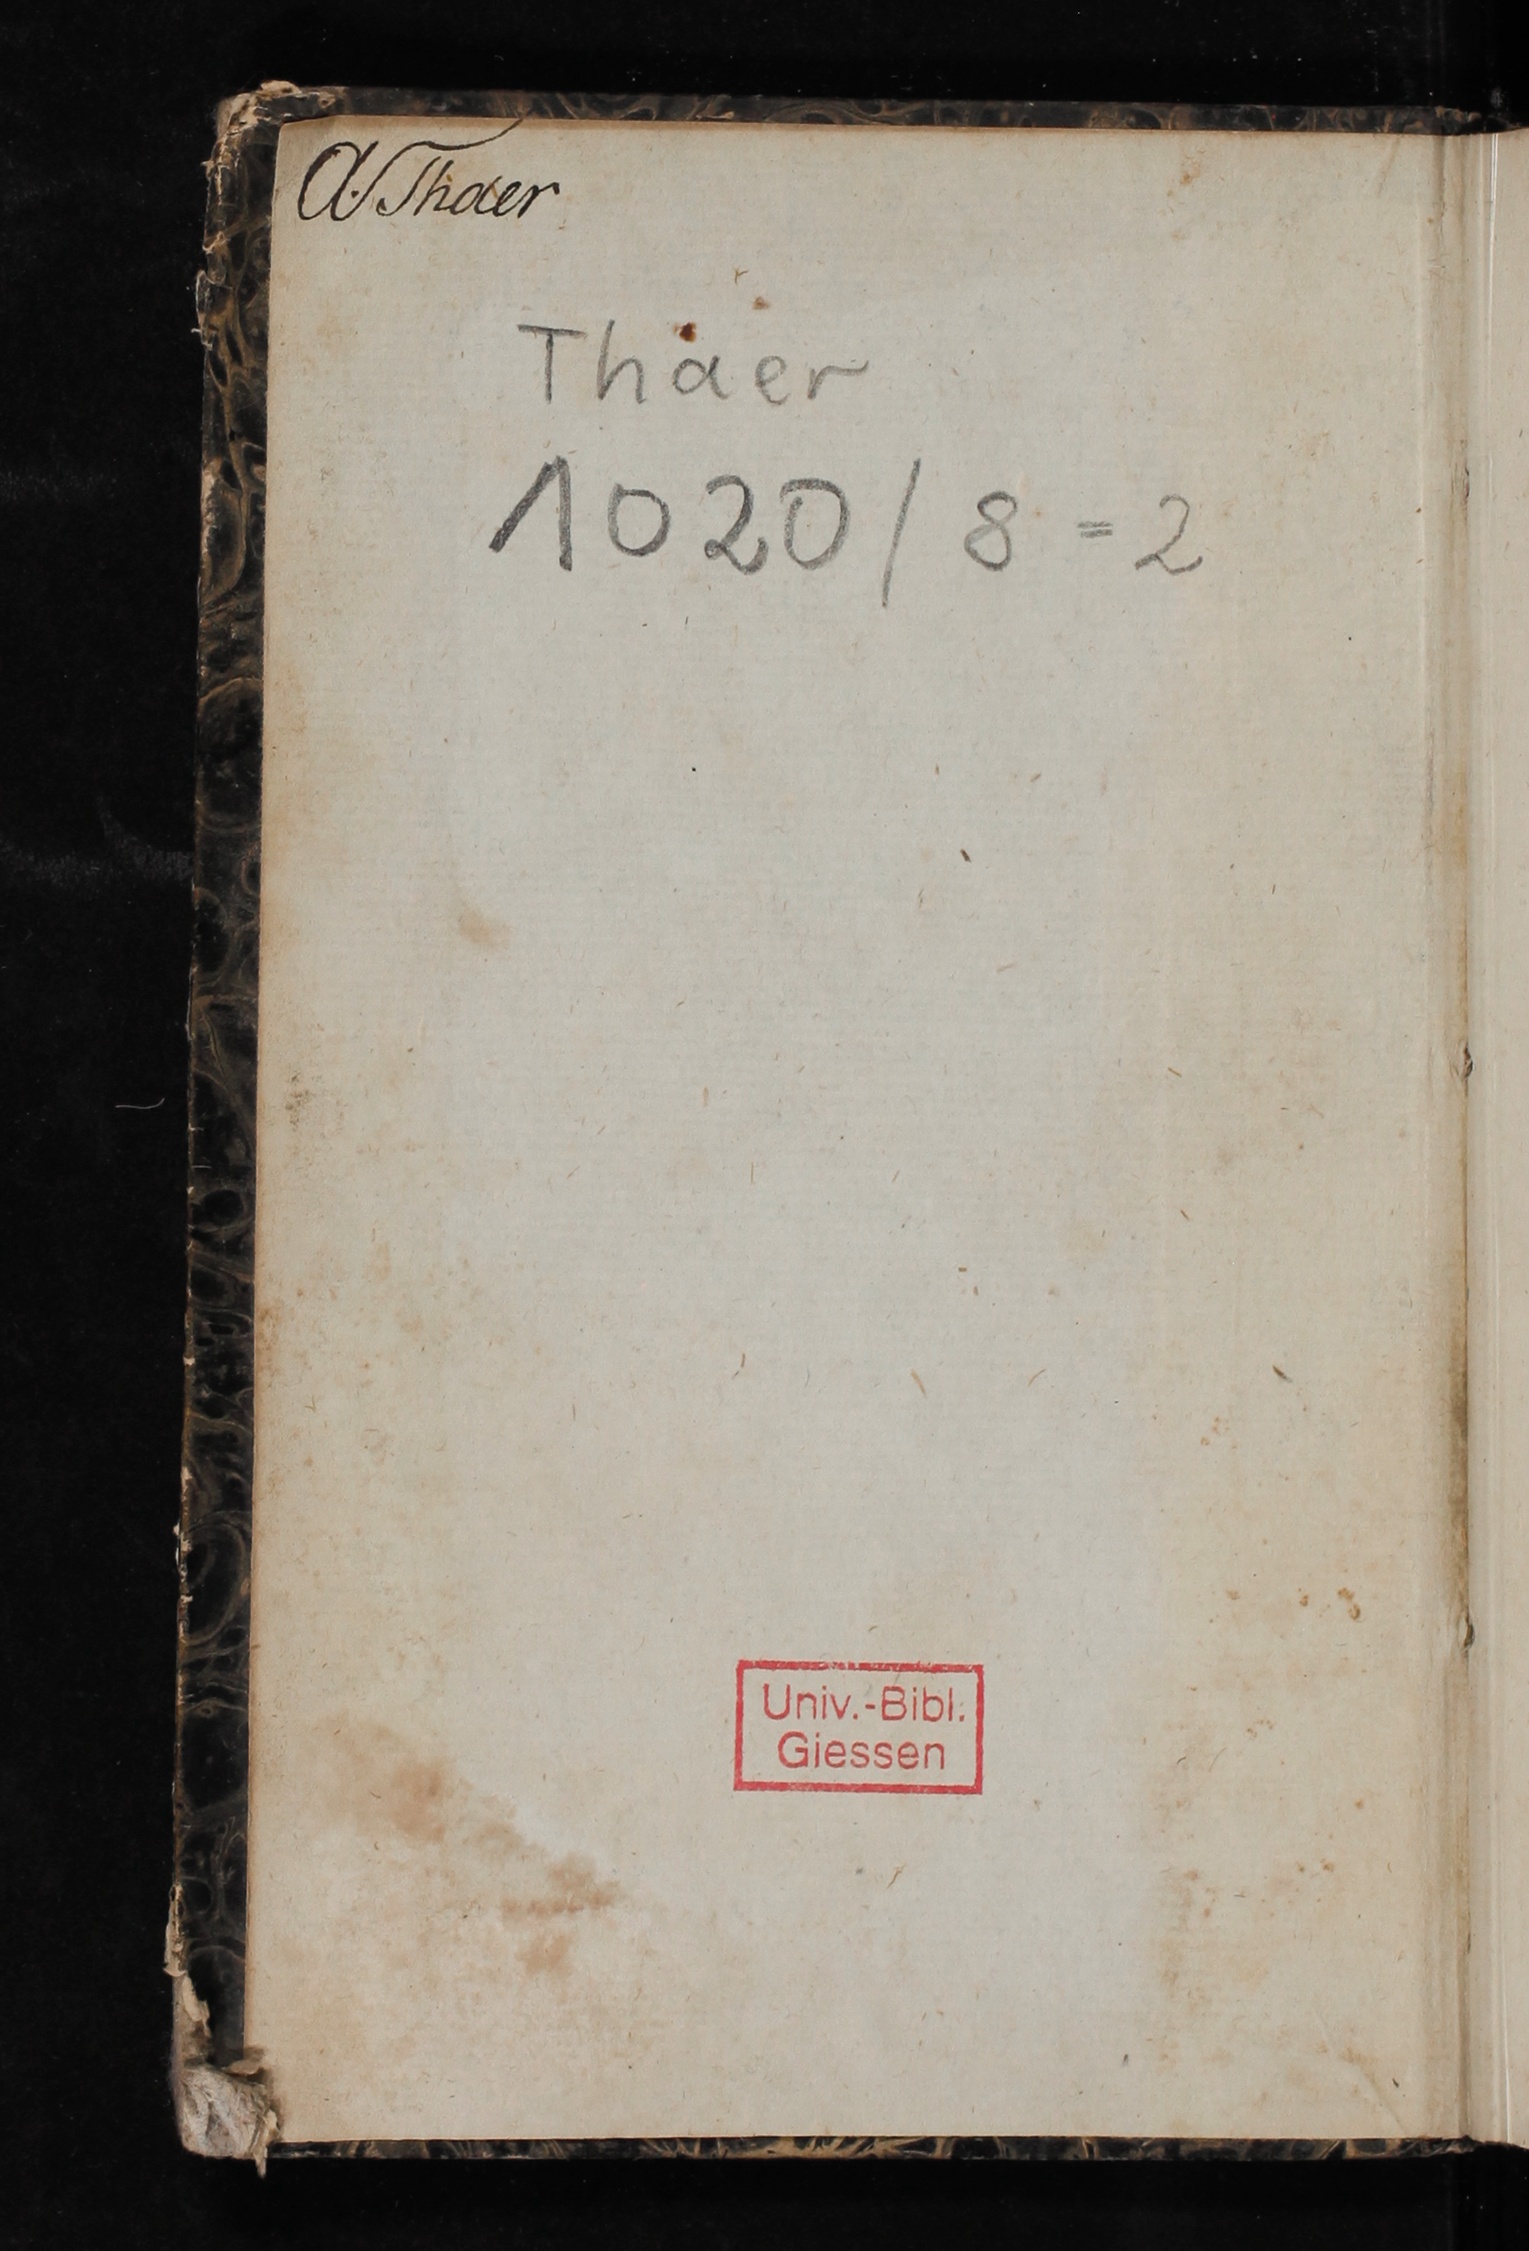 A. Thaer
Thaer
1020/8=2
Univ.-Bibl.
Giessen